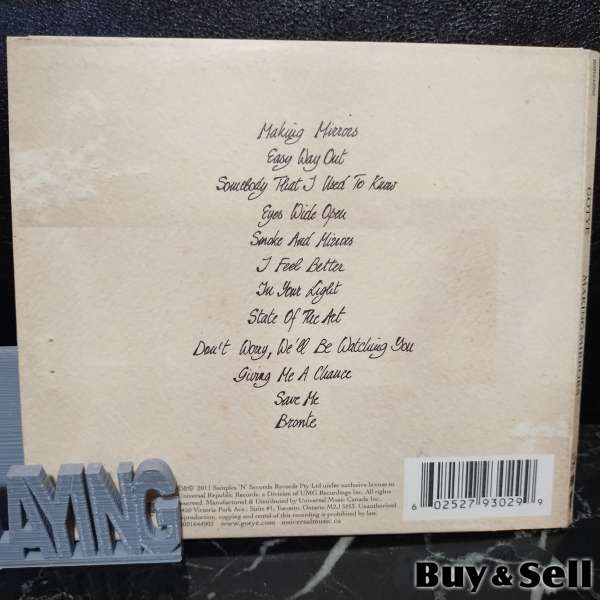 Making Mirrors
Easy Way Out
Somebody That I Used To Know
Eyes Wide Open
Smoke And Mirrors
I Feel Better
In Your Light
State Of The Art
Don't Worry, We'll Be Watching You
Giving Me A Chance
Save Me
Bronte
℗© 2011 Samples 'N' Seconds Records Pty Ltd under exclusive license to
Universal Republic Records, a Division of UMG Recordings Inc. All rights
reserved. Manufactured & Distributed by Universal Music Canada Inc.,
Victoria Park Ave., Suite #1, Toronto, Ontario. M2J 3T7. Unauthorized
reproduction, copying and rental of this recording is prohibited by law.
www.gotye.com universalmusic.ca
6 02527 93029 9
GOTYE
MAKING MIRRORS
AMNG
Buy & Sell